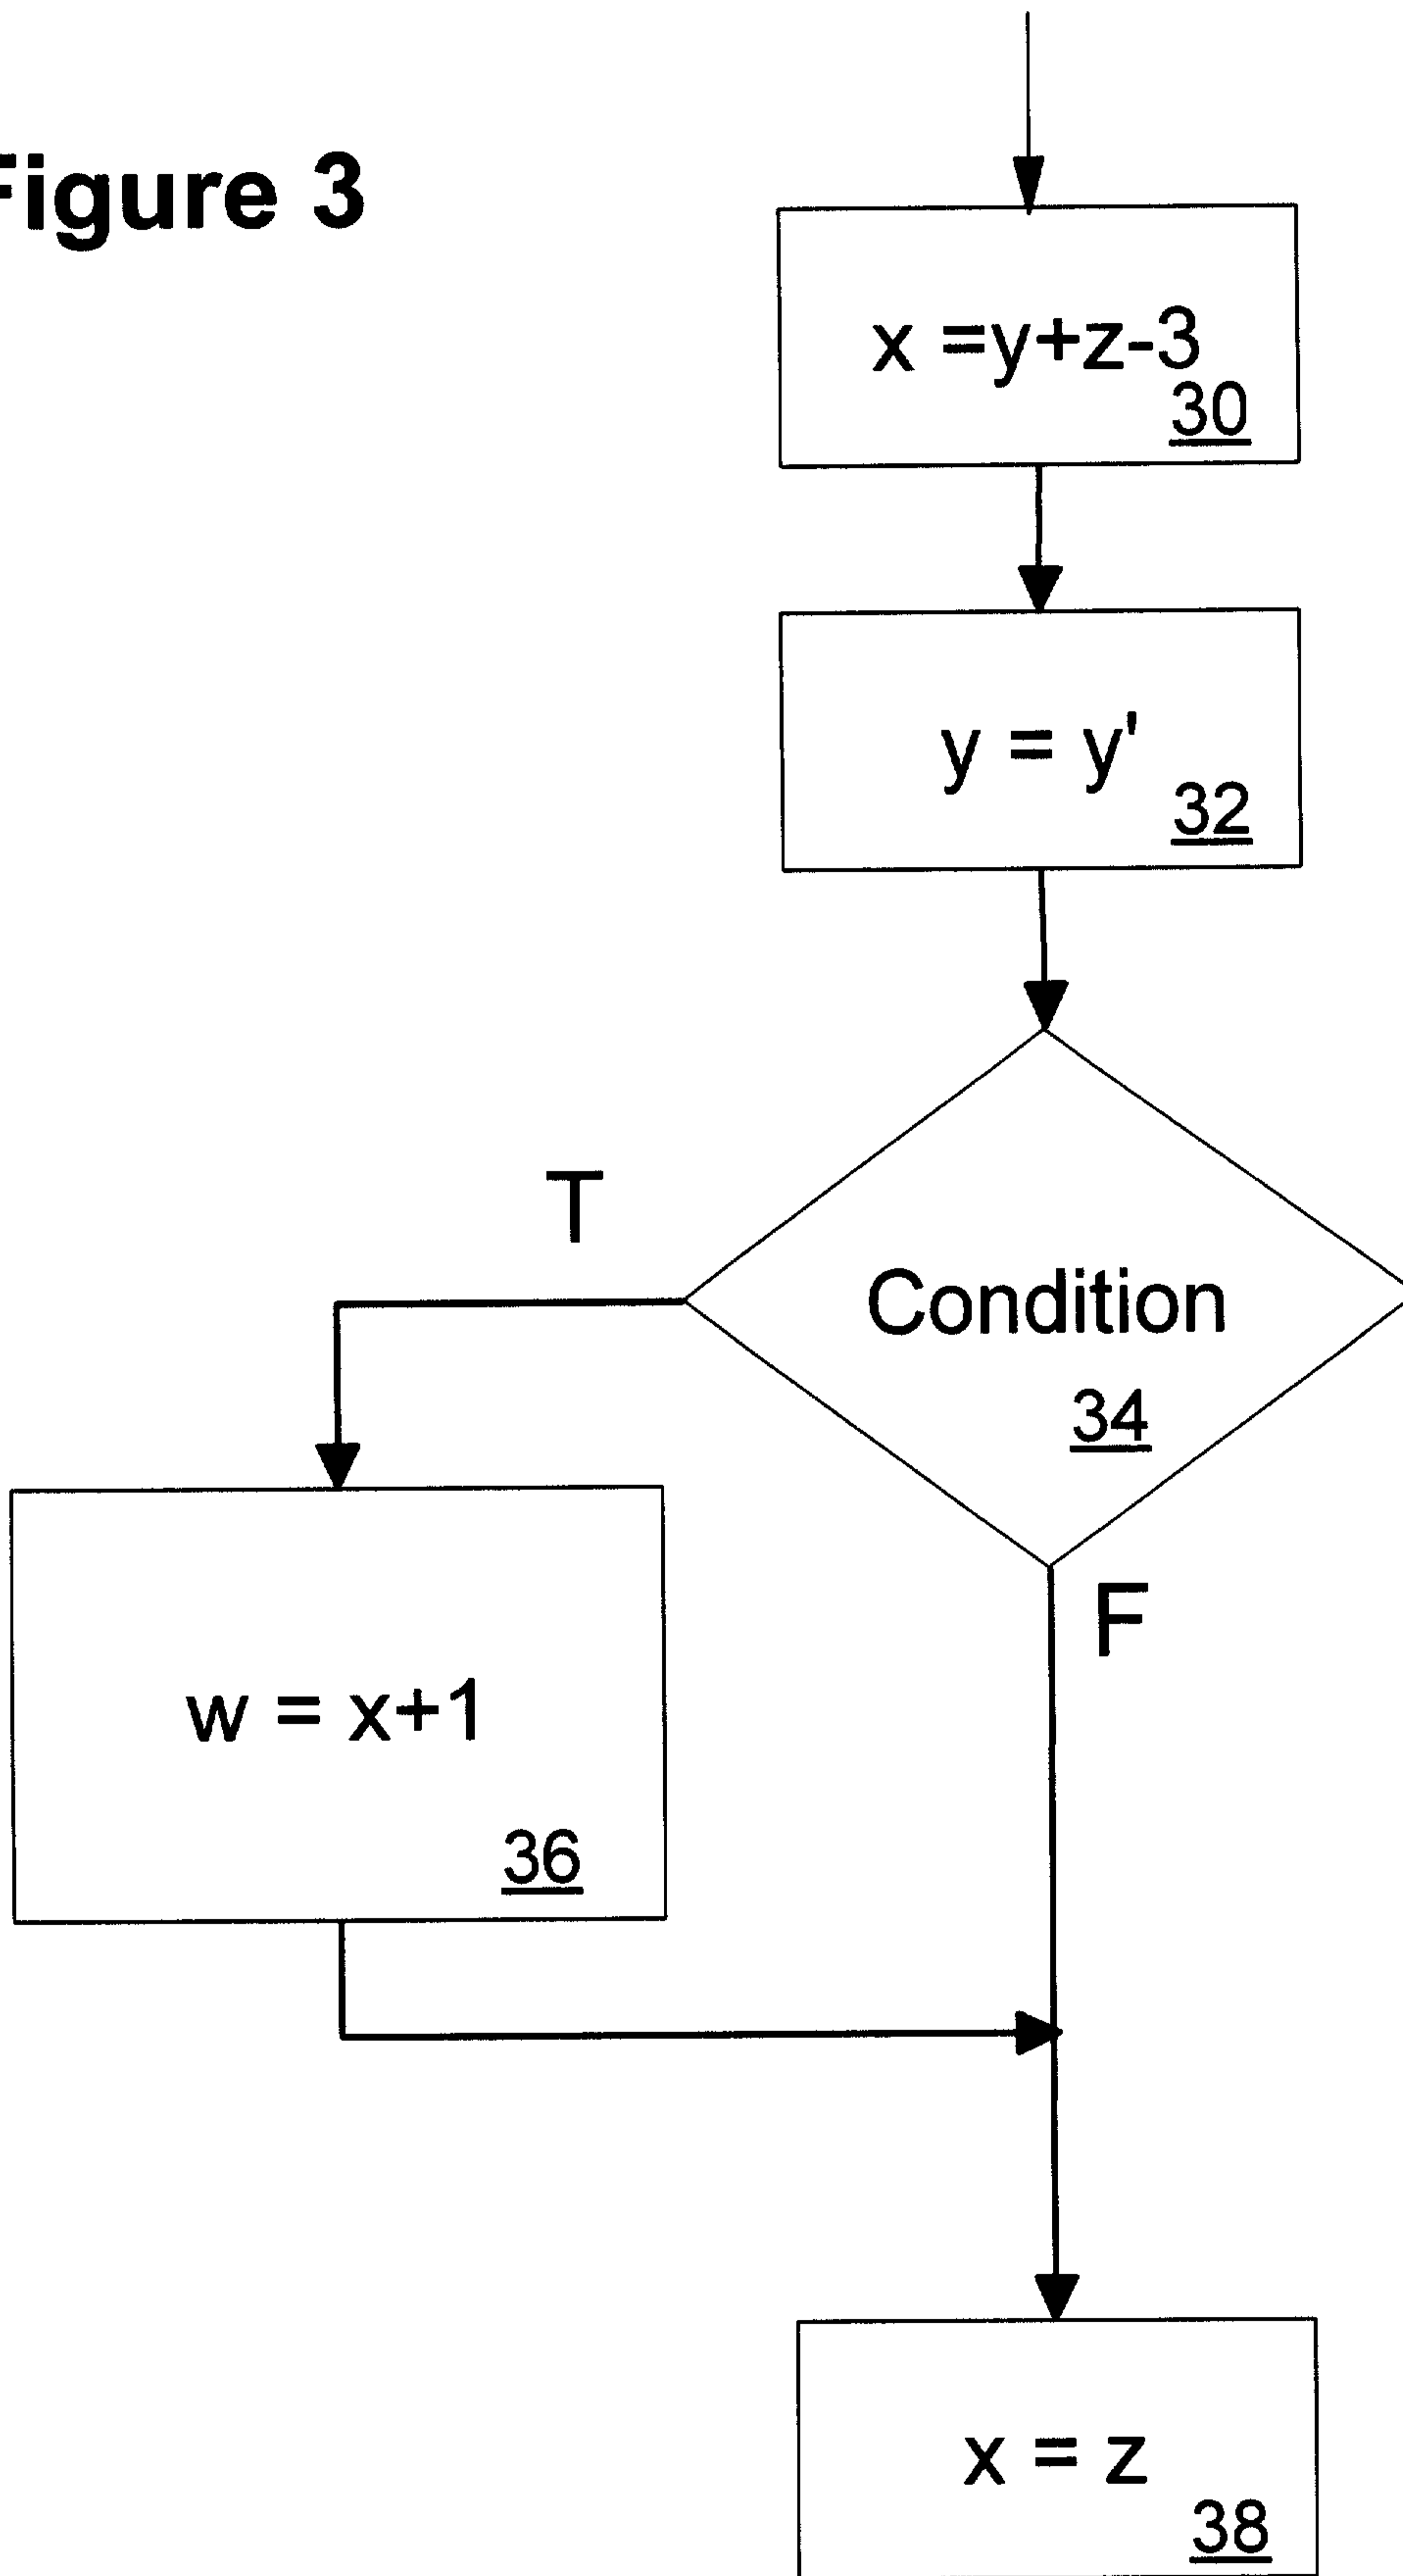 Figure 3
x =y+z-3
30
y = y'
32
T
Condition
34
F
w = x+1
36
x = z
38